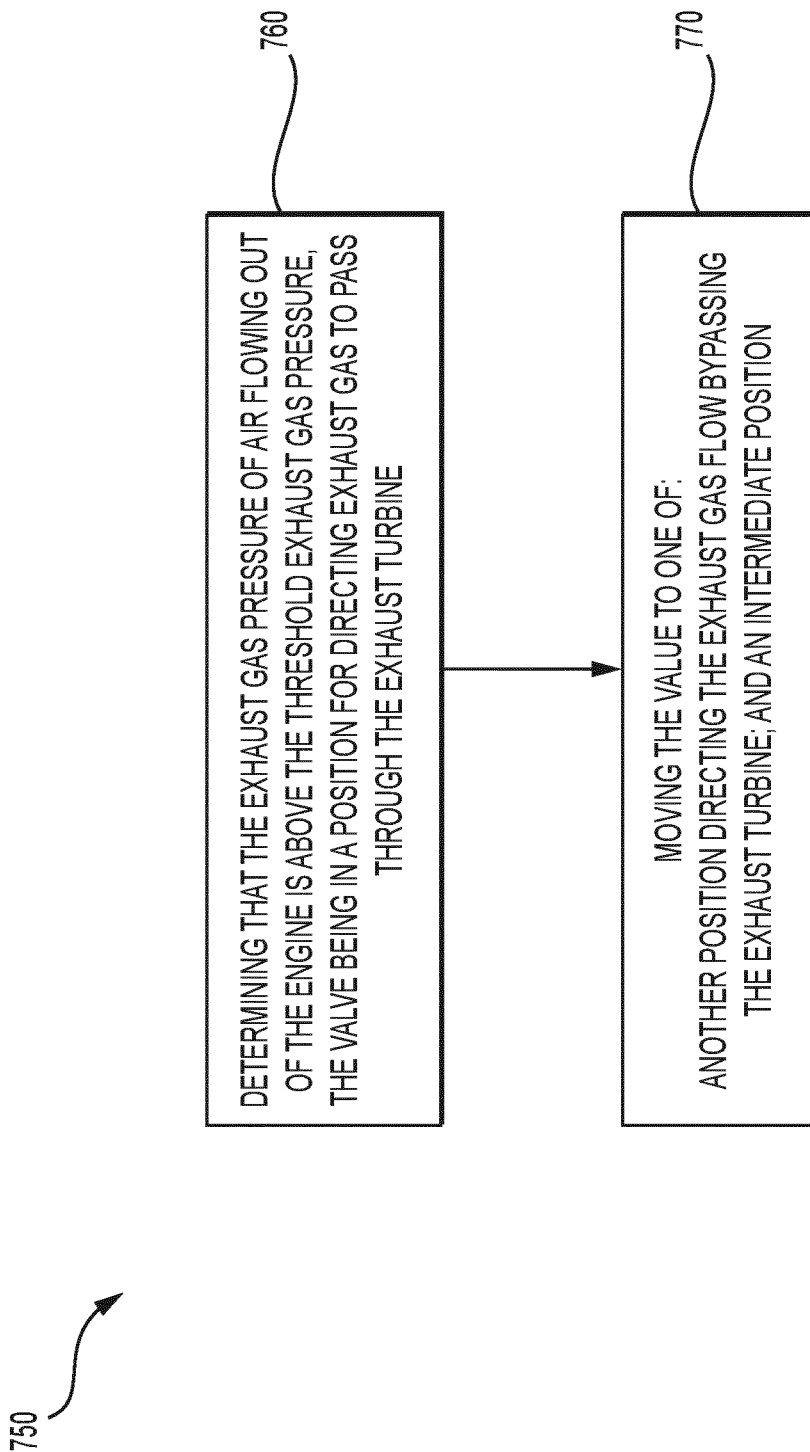 750
760
DETERMINING THAT THE EXHAUST GAS PRESSURE OF AIR FLOWING OUT
OF THE ENGINE IS ABOVE THE THRESHOLD EXHAUST GAS PRESSURE,
THE VALVE BEING IN A POSITION FOR DIRECTING EXHAUST GAS TO PASS
THROUGH THE EXHAUST TURBINE
770
MOVING THE VALUE TO ONE OF:
ANOTHER POSITION DIRECTING THE EXHAUST GAS FLOW BYPASSING
THE EXHAUST TURBINE; AND AN INTERMEDIATE POSITION